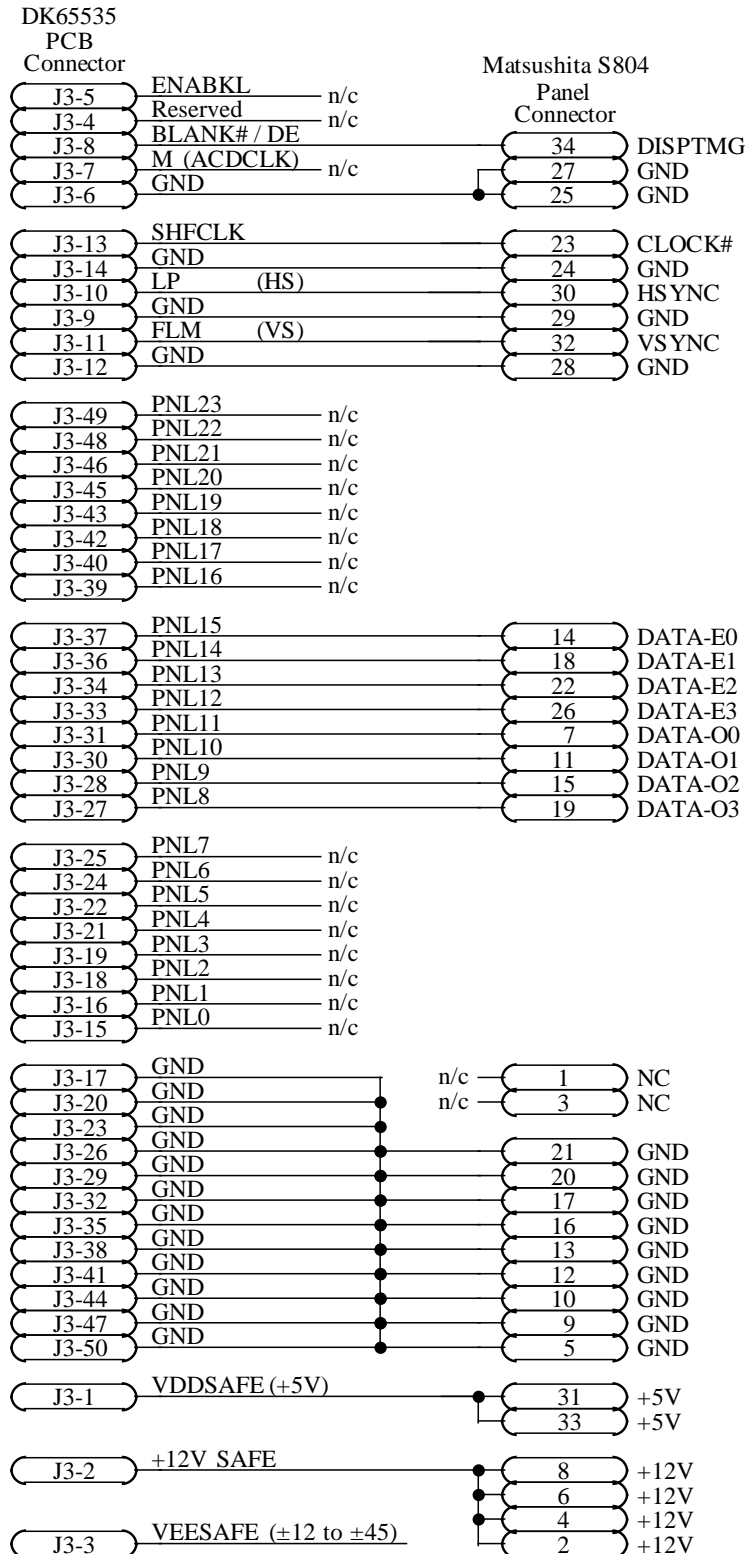 DK65535
PCB
Connector
Matsushita S804
Panel
Connector
J3-5 ENABKL n/c
J3-4 Reserved n/c
J3-8 BLANK# / DE 34 DISPTMG
J3-7 M (ACDCLK) n/c 27 GND
J3-6 GND 25 GND
J3-13 SHFCLK 23 CLOCK#
J3-14 GND 24 GND
J3-10 LP (HS) 30 HSYNC
J3-9 GND 29 GND
J3-11 FLM (VS) 32 VSYNC
J3-12 GND 28 GND
J3-49 PNL23 n/c
J3-48 PNL22 n/c
J3-46 PNL21 n/c
J3-45 PNL20 n/c
J3-43 PNL19 n/c
J3-42 PNL18 n/c
J3-40 PNL17 n/c
J3-39 PNL16 n/c
J3-37 PNL15 14 DATA-E0
J3-36 PNL14 18 DATA-E1
J3-34 PNL13 22 DATA-E2
J3-33 PNL12 26 DATA-E3
J3-31 PNL11 7 DATA-O0
J3-30 PNL10 11 DATA-O1
J3-28 PNL9 15 DATA-O2
J3-27 PNL8 19 DATA-O3
J3-25 PNL7 n/c
J3-24 PNL6 n/c
J3-22 PNL5 n/c
J3-21 PNL4 n/c
J3-19 PNL3 n/c
J3-18 PNL2 n/c
J3-16 PNL1 n/c
J3-15 PNL0 n/c
J3-17 GND n/c 1 NC
J3-20 GND n/c 3 NC
J3-23 GND
J3-26 GND 21 GND
J3-29 GND 20 GND
J3-32 GND 17 GND
J3-35 GND 16 GND
J3-38 GND 13 GND
J3-41 GND 12 GND
J3-44 GND 10 GND
J3-47 GND 9 GND
J3-50 GND 5 GND
J3-1 VDDSAFE (+5V) 31 +5V
33 +5V
J3-2 +12V SAFE 8 +12V
6 +12V
4 +12V
J3-3 VEESAFE (±12 to ±45) 2 +12V